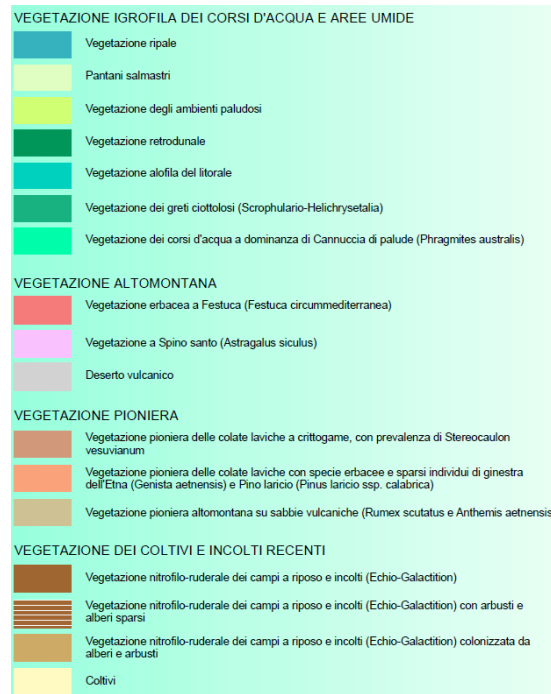 VEGETAZIONE IGROFILA DEI CORSI D'ACQUA E AREE UMIDE
Vegetazione ripale
Pantani salmastri
Vegetazione degli ambienti paludosi
Vegetazione retrodunale
Vegetazione alofila del litorale
Vegetazione dei greti ciottolosi (Scrophulario-Helichrysetalia)
Vegetazione dei corsi d'acqua a dominanza di Cannuccia di palude (Phragmites australis)
VEGETAZIONE ALTOMONTANA
Vegetazione erbacea a Festuca (Festuca circummediterranea)
Vegetazione a Spino santo (Astragalus siculus)
Deserto vulcanico
VEGETAZIONE PIONIERA
Vegetazione pioniera delle colate laviche a crittogame, con prevalenza di Stereocaulon
vesuvianum
Vegetazione pioniera delle colate laviche con specie erbacee e sparsi individui di ginestra
dell'Etna (Genista aetnensis) e Pino laricio (Pinus laricio ssp. calabrica)
Vegetazione pioniera altomontana su sabbie vulcaniche (Rumex scutatus e Anthemis aetnensis
VEGETAZIONE DEI COLTIVI E INCOLTI RECENTI
Vegetazione nitrofilo-ruderale dei campi a riposo e incolti (Echio-Galactition)
Vegetazione nitrofilo-ruderale dei campi a riposo e incolti (Echio-Galactition) con arbusti e
alberi sparsi
Vegetazione nitrofilo-ruderale dei campi a riposo e incolti (Echio-Galactition) colonizzata da
alberi e arbusti
Coltivi